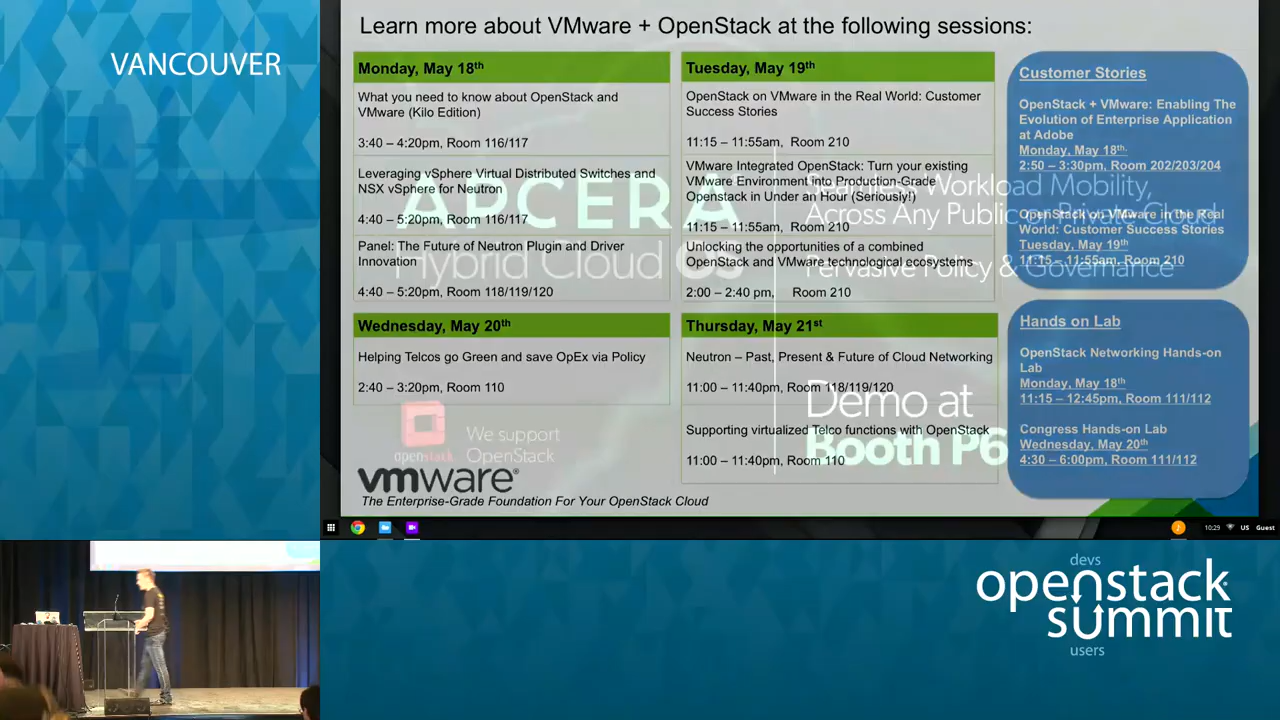 VANCOUVER
Learn more about VMware + OpenStack at the following sessions:
Monday, May 18th
What you need to know about OpenStack and
VMware (Kilo Edition)
3:40 – 4:20pm, Room 116/117
Leveraging vSphere Virtual Distributed Switches and
NSX vSphere for Neutron
4:40 – 5:20pm, Room 116/117
Panel: The Future of Neutron Plugin and Driver
Innovation
4:40 – 5:20pm, Room 118/119/120
Tuesday, May 19th
OpenStack on VMware in the Real World: Customer
Success Stories
11:15 – 11:55am, Room 210
VMware Integrated OpenStack: Turn your existing
VMware Environment into Production-Grade
Openstack in Under an Hour (Seriously!)
11:15 – 11:55am, Room 210
Unlocking the opportunities of a combined
OpenStack and VMware technological ecosystems
2:00 – 2:40 pm, Room 210
Wednesday, May 20th
Helping Telcos go Green and save OpEx via Policy
2:40 – 3:20pm, Room 110
Thursday, May 21st
Neutron – Past, Present & Future of Cloud Networking
11:00 – 11:40pm, Room 118/119/120
Supporting virtualized Telco functions with OpenStack
11:00 – 11:40pm, Room 110
Customer Stories
OpenStack + VMware: Enabling The
Evolution of Enterprise Application
at Adobe
Monday, May 18th,
2:50 – 3:30pm, Room 202/203/204
OpenStack on VMware in the Real
World: Customer Success Stories
Tuesday, May 19th
11:15 – 11:55am, Room 210
Hands on Lab
OpenStack Networking Hands-on
Lab
Monday, May 18th
11:15 – 12:45pm, Room 111/112
Congress Hands-on Lab
Wednesday, May 20th
4:30 – 6:00pm, Room 111/112
APCERA
Hybrid Cloud OS
Seamless Workload Mobility,
Across Any Public or Private Cloud
Pervasive Policy & Governance
Demo at
Booth P6
openstack
We support
OpenStack
vmware®
The Enterprise-Grade Foundation For Your OpenStack Cloud
10:29 US Guest
devs
openstack
summit
users